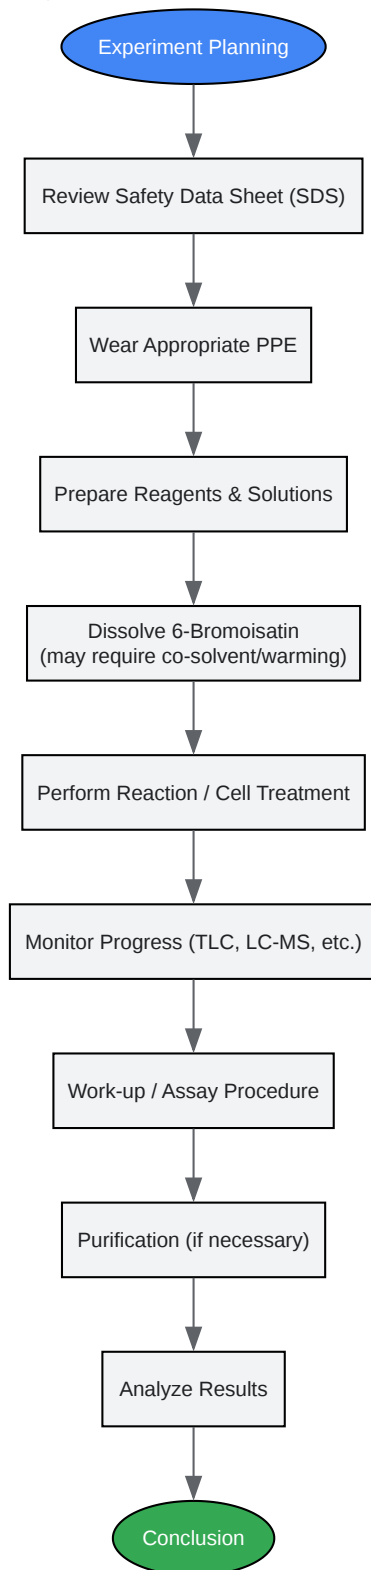 Experiment Planning
Review Safety Data Sheet (SDS)
Wear Appropriate PPE
Prepare Reagents & Solutions
Dissolve 6-Bromoisatin
(may require co-solvent/warming)
Perform Reaction / Cell Treatment
Monitor Progress (TLC, LC-MS, etc.)
Work-up / Assay Procedure
Purification (if necessary)
Analyze Results
Conclusion